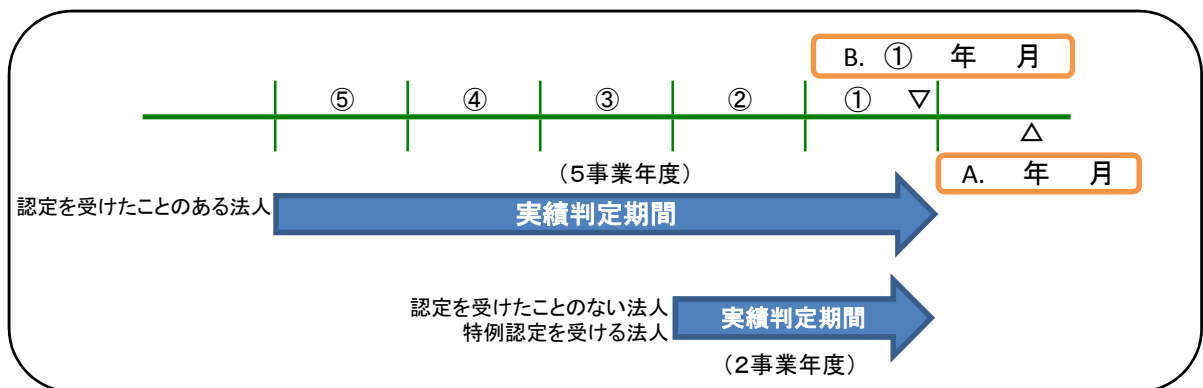 B. ① 年 月
⑤ ④ ③ ② ① ▽
△
A. 年 月
(5事業年度)
認定を受けたことのある法人
実績判定期間
認定を受けたことのない法人
特例認定を受ける法人
実績判定期間
(2事業年度)